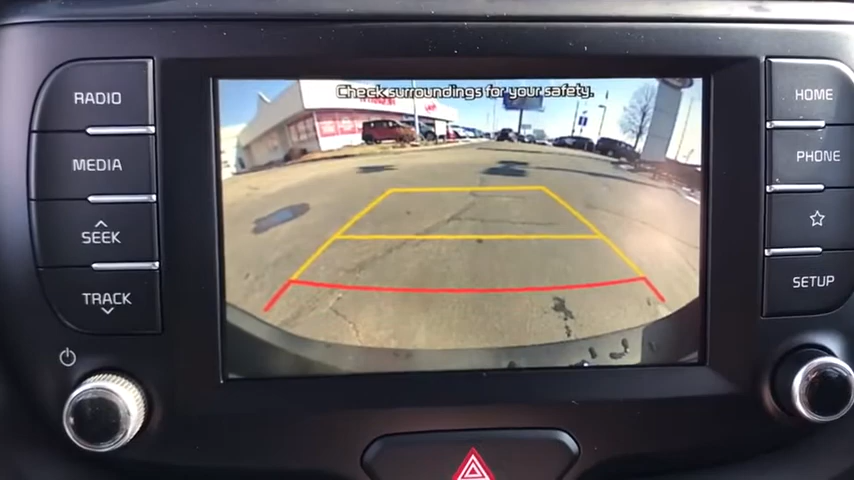 Check surroundings for your safety.
RADIO
MEDIA
SEEK
TRACK
HOME
PHONE
SETUP